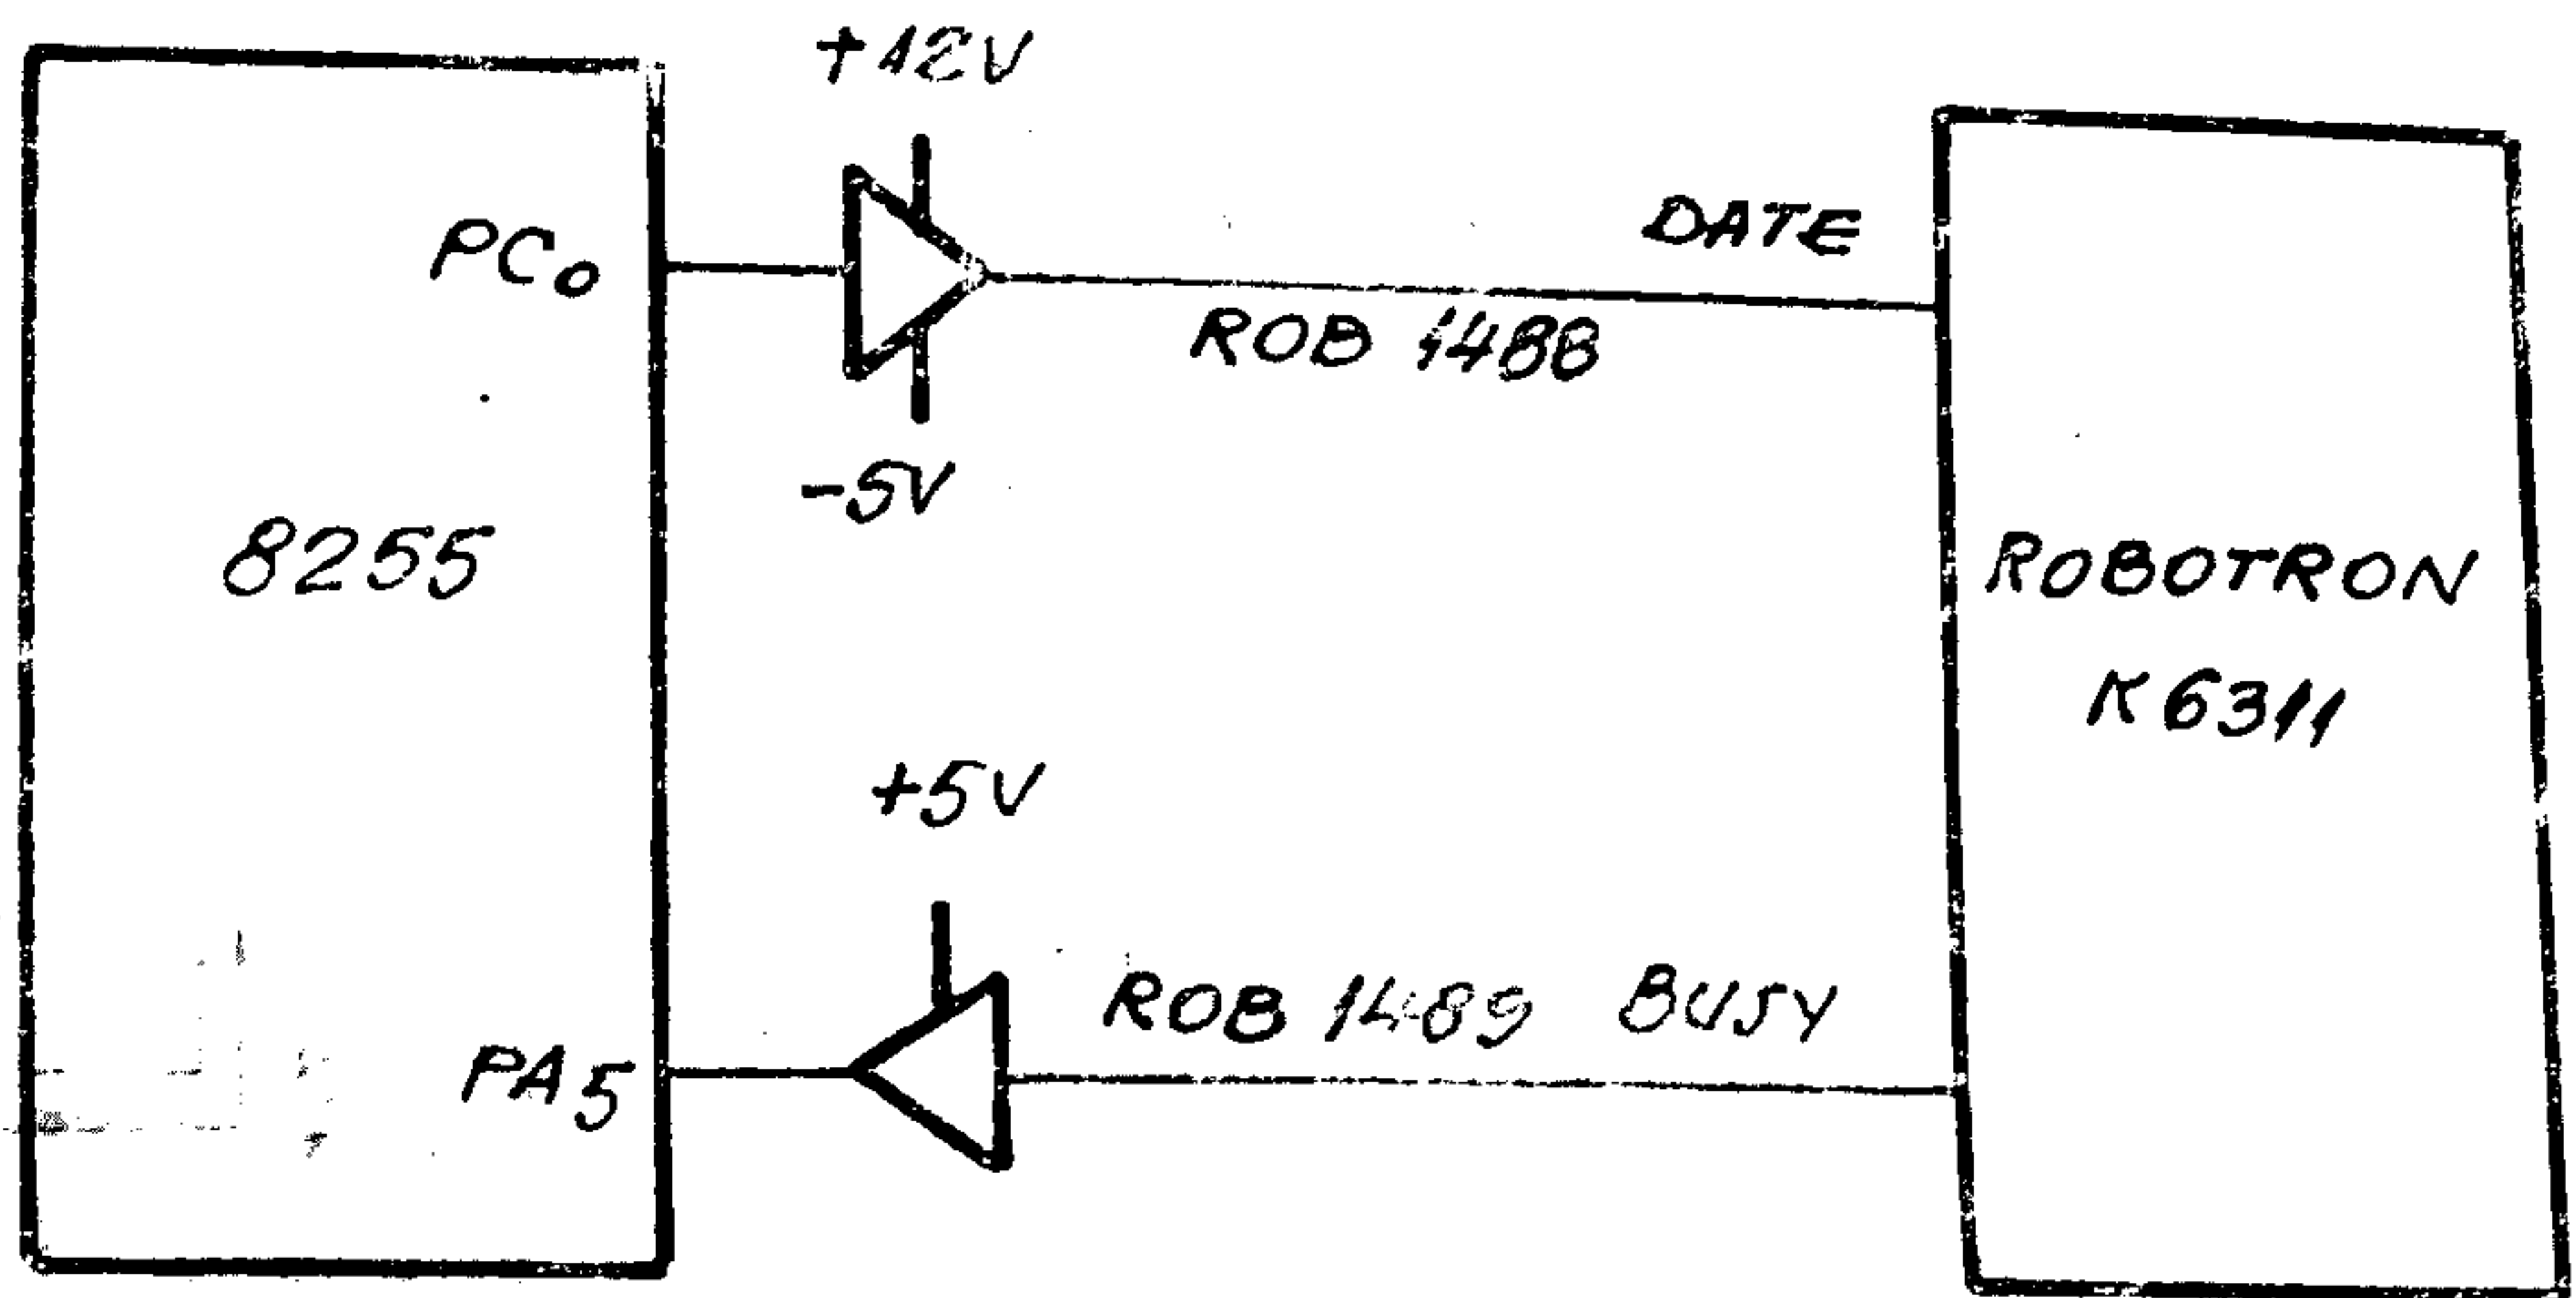 +12V
PC0
DATE
ROB 1488
-5V
8255
ROBOTRON
K6311
+5V
ROB 1489 BUSY
PA5